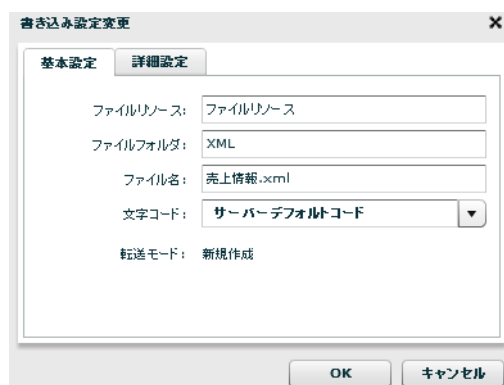 書き込み設定変更 ×
基本設定 詳細設定
ファイルリソース: ファイルリソース
ファイルフォルダ: XML
ファイル名: 売上情報.xml
文字コード: サーバーデフォルトコード
転送モード: 新規作成
OK キャンセル